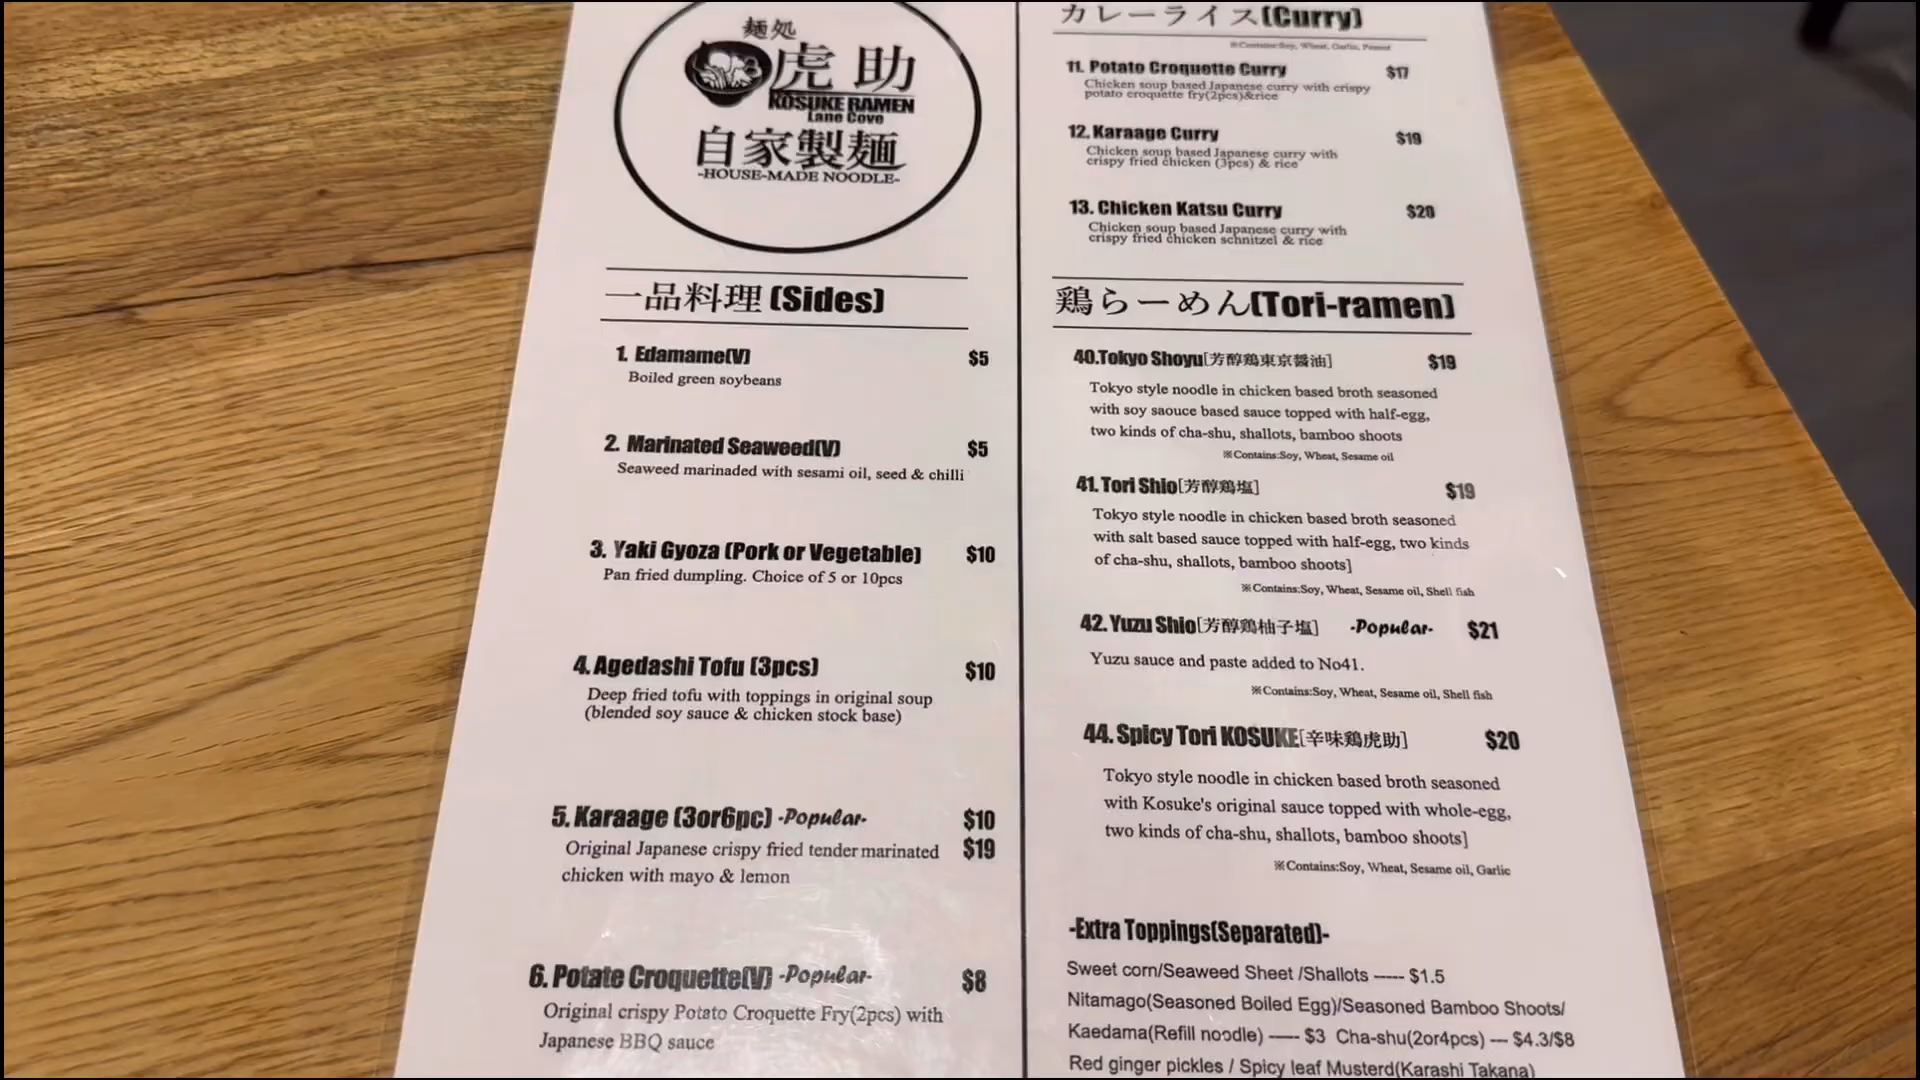 麺処
虎助
KOSUKE RAMEN
Lane Cove
自家製麺
-HOUSE-MADE NOODLE-
一品料理 (Sides)
1. Edamame(V) $5
Boiled green soybeans
2. Marinated Seaweed(V) $5
Seaweed marinaded with sesami oil, seed & chilli
3. Yaki Gyoza (Pork or Vegetable) $10
Pan fried dumpling. Choice of 5 or 10pcs
4. Agedashi Tofu (3pcs) $10
Deep fried tofu with toppings in original soup
(blended soy sauce & chicken stock base)
5. Karaage (3or6pc) -Popular- $10
Original Japanese crispy fried tender marinated $19
chicken with mayo & lemon
6. Potate Croquette(V) -Popular- $8
Original crispy Potato Croquette Fry(2pcs) with
Japanese BBQ sauce
カレーライス(Curry)
※Contains:Soy, Wheat, Garlic, Peanut
11. Potato Croquette Curry $17
Chicken soup based Japanese curry with crispy
potato croquette fry(2pcs)&rice
12. Karaage Curry $19
Chicken soup based Japanese curry with
crispy fried chicken (3pcs) & rice
13. Chicken Katsu Curry $20
Chicken soup based Japanese curry with
crispy fried chicken schnitzel & rice
鶏らーめん(Tori-ramen)
40.Tokyo Shoyu[芳醇鶏東京醤油] $19
Tokyo style noodle in chicken based broth seasoned
with soy saouce based sauce topped with half-egg,
two kinds of cha-shu, shallots, bamboo shoots
※Contains:Soy, Wheat, Sesame oil
41. Tori Shio[芳醇鶏塩] $19
Tokyo style noodle in chicken based broth seasoned
with salt based sauce topped with half-egg, two kinds
of cha-shu, shallots, bamboo shoots]
※Contains:Soy, Wheat, Sesame oil, Shell fish
42. Yuzu Shio[芳醇鶏柚子塩] -Popular- $21
Yuzu sauce and paste added to No41.
※Contains:Soy, Wheat, Sesame oil, Shell fish
44. Spicy Tori KOSUKE[辛味鶏虎助] $20
Tokyo style noodle in chicken based broth seasoned
with Kosuke's original sauce topped with whole-egg,
two kinds of cha-shu, shallots, bamboo shoots]
※Contains:Soy, Wheat, Sesame oil, Garlic
-Extra Toppings(Separated)-
Sweet corn/Seaweed Sheet /Shallots ----- $1.5
Nitamago(Seasoned Boiled Egg)/Seasoned Bamboo Shoots/
Kaedama(Refill noodle) ----- $3 Cha-shu(2or4pcs) --- $4.3/$8
Red ginger pickles / Spicy leaf Musterd(Karashi Takana)